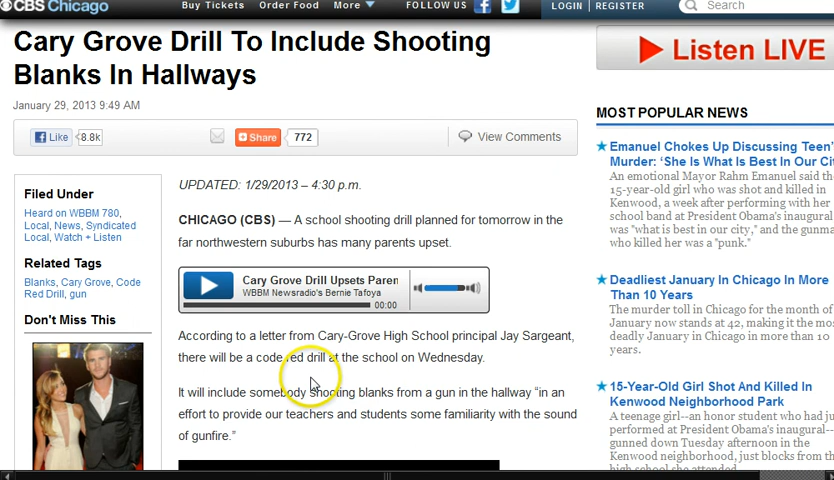 CBS Chicago
Buy Tickets Order Food More FOLLOW US LOGIN | REGISTER Search
Cary Grove Drill To Include Shooting
Blanks In Hallways
January 29, 2013 9:49 AM
Like 8.8k Share 772 View Comments
Filed Under
Heard on WBBM 780,
Local, News, Syndicated
Local, Watch + Listen
Related Tags
Blanks, Cary Grove, Code
Red Drill, gun
Don't Miss This
UPDATED: 1/29/2013 – 4:30 p.m.
CHICAGO (CBS) — A school shooting drill planned for tomorrow in the
far northwestern suburbs has many parents upset.
Cary Grove Drill Upsets Paren
WBBM Newsradio's Bernie Tafoya
00:00
According to a letter from Cary-Grove High School principal Jay Sargeant,
there will be a code red drill at the school on Wednesday.
It will include somebody shooting blanks from a gun in the hallway “in an
effort to provide our teachers and students some familiarity with the sound
of gunfire.”
Listen LIVE
MOST POPULAR NEWS
Emanuel Chokes Up Discussing Teen'
Murder: ‘She Is What Is Best In Our Cit
An emotional Mayor Rahm Emanuel said the
15-year-old girl who was shot and killed in
Kenwood, a week after performing with her
school band at President Obama's inaugural
was "what is best in our city," and the gunma
who killed her was a "punk."
Deadliest January In Chicago In More
Than 10 Years
The murder toll in Chicago for the month of
January now stands at 42, making it the mos
deadly January in Chicago in more than 10
years.
15-Year-Old Girl Shot And Killed In
Kenwood Neighborhood Park
A teenage girl--an honor student who had ju
performed at President Obama's inaugural--
gunned down Tuesday afternoon in the
Kenwood neighborhood, just blocks from th
high school she attended.